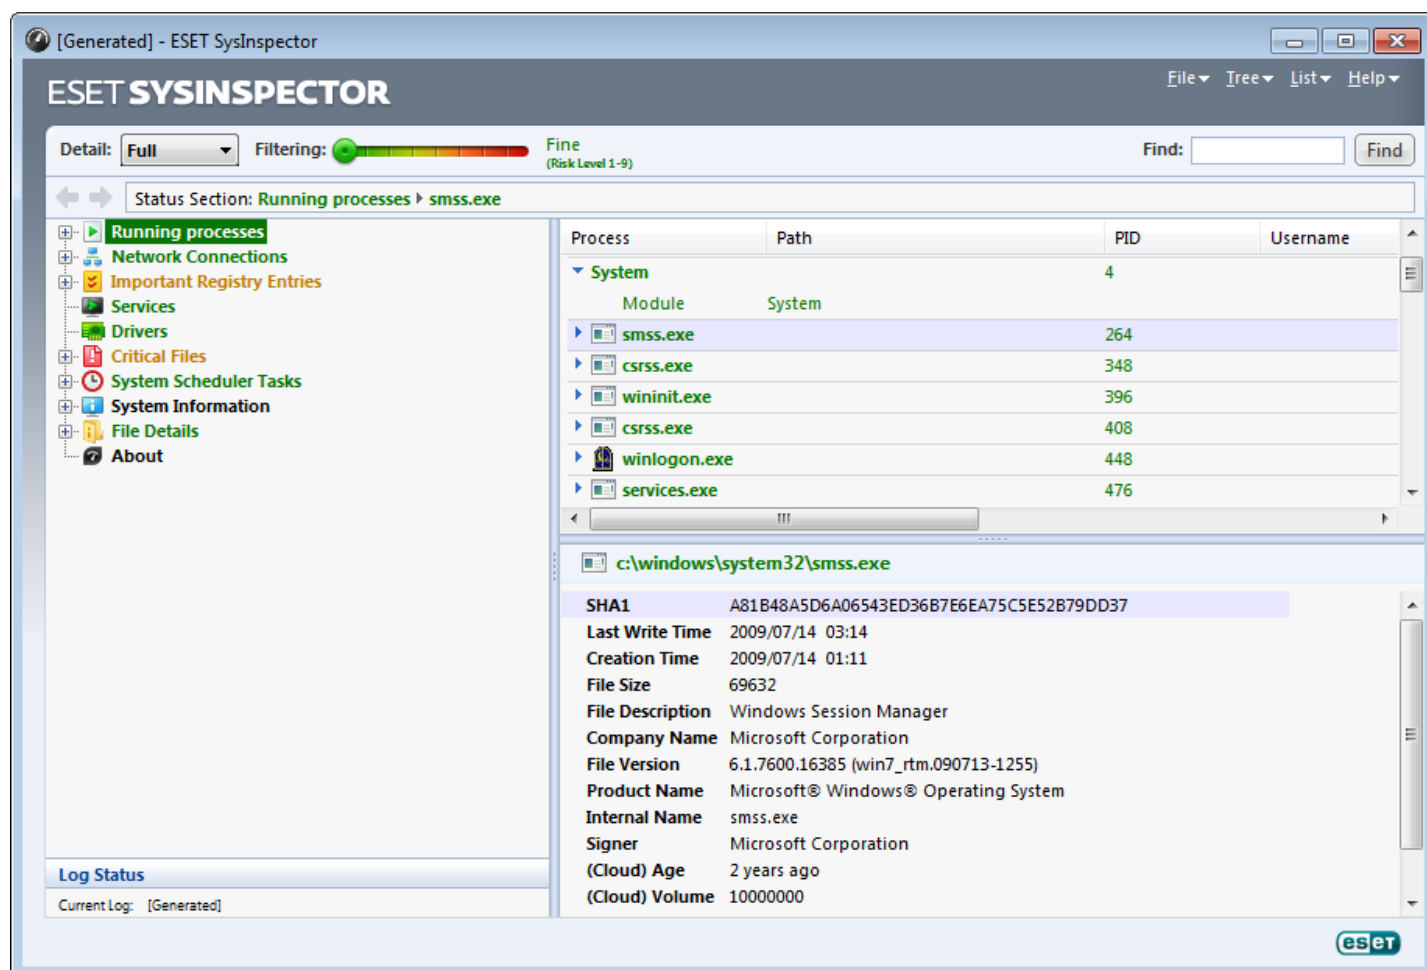 [Generated] - ESET SysInspector
ESET SYSINSPECTOR
File Tree List Help
Detail: Full Filtering: Fine Find: Find
(Risk Level 1-9)
Status Section: Running processes smss.exe
Running processes
Network Connections
Important Registry Entries
Services
Drivers
Critical Files
System Scheduler Tasks
System Information
File Details
About
Log Status
Current Log: [Generated]
Process Path PID Username
System 4
Module System
smss.exe 264
csrss.exe 348
wininit.exe 396
csrss.exe 408
winlogon.exe 448
services.exe 476
c:\windows\system32\smss.exe
SHA1 A81B48A5D6A06543ED36B7E6EA75C5E52B79DD37
Last Write Time 2009/07/14 03:14
Creation Time 2009/07/14 01:11
File Size 69632
File Description Windows Session Manager
Company Name Microsoft Corporation
File Version 6.1.7600.16385 (win7_rtm.090713-1255)
Product Name Microsoft® Windows® Operating System
Internal Name smss.exe
Signer Microsoft Corporation
(Cloud) Age 2 years ago
(Cloud) Volume 10000000
eset